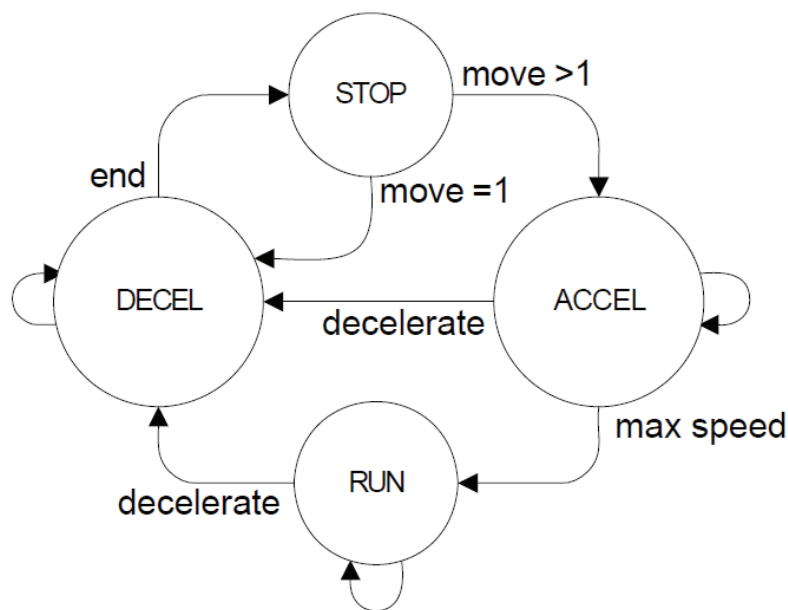 STOP
move >1
end
move =1
DECEL
ACCEL
decelerate
max speed
RUN
decelerate